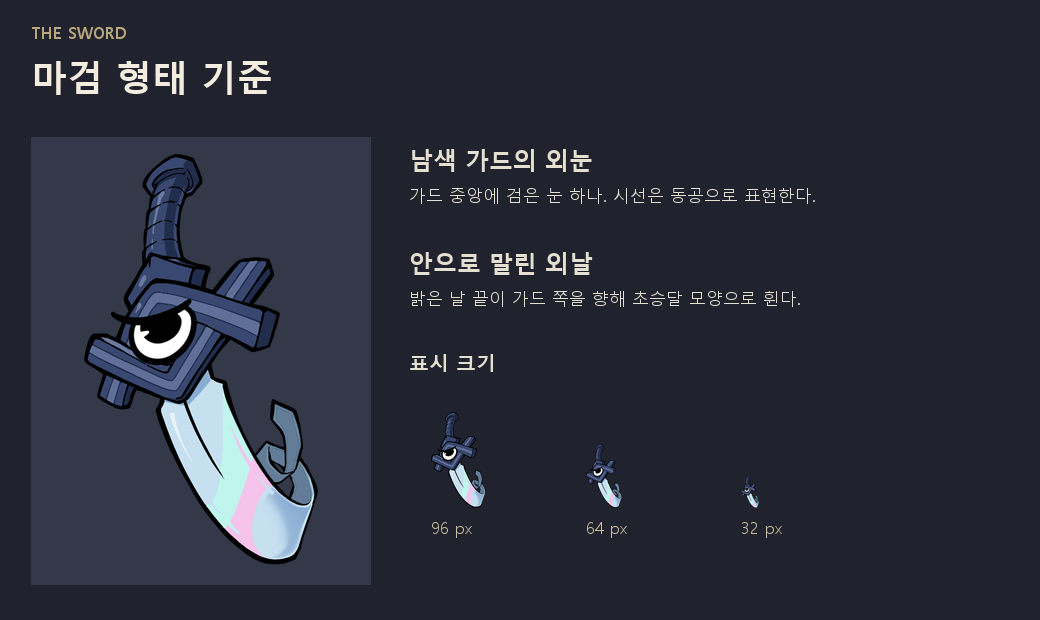 THE SWORD
마검 형태 기준
남색 가드의 외눈
가드 중앙에 검은 눈 하나. 시선은 동공으로 표현한다.
안으로 말린 외날
밝은 날 끝이 가드 쪽을 향해 초승달 모양으로 휜다.
표시 크기
96 px
64 px
32 px